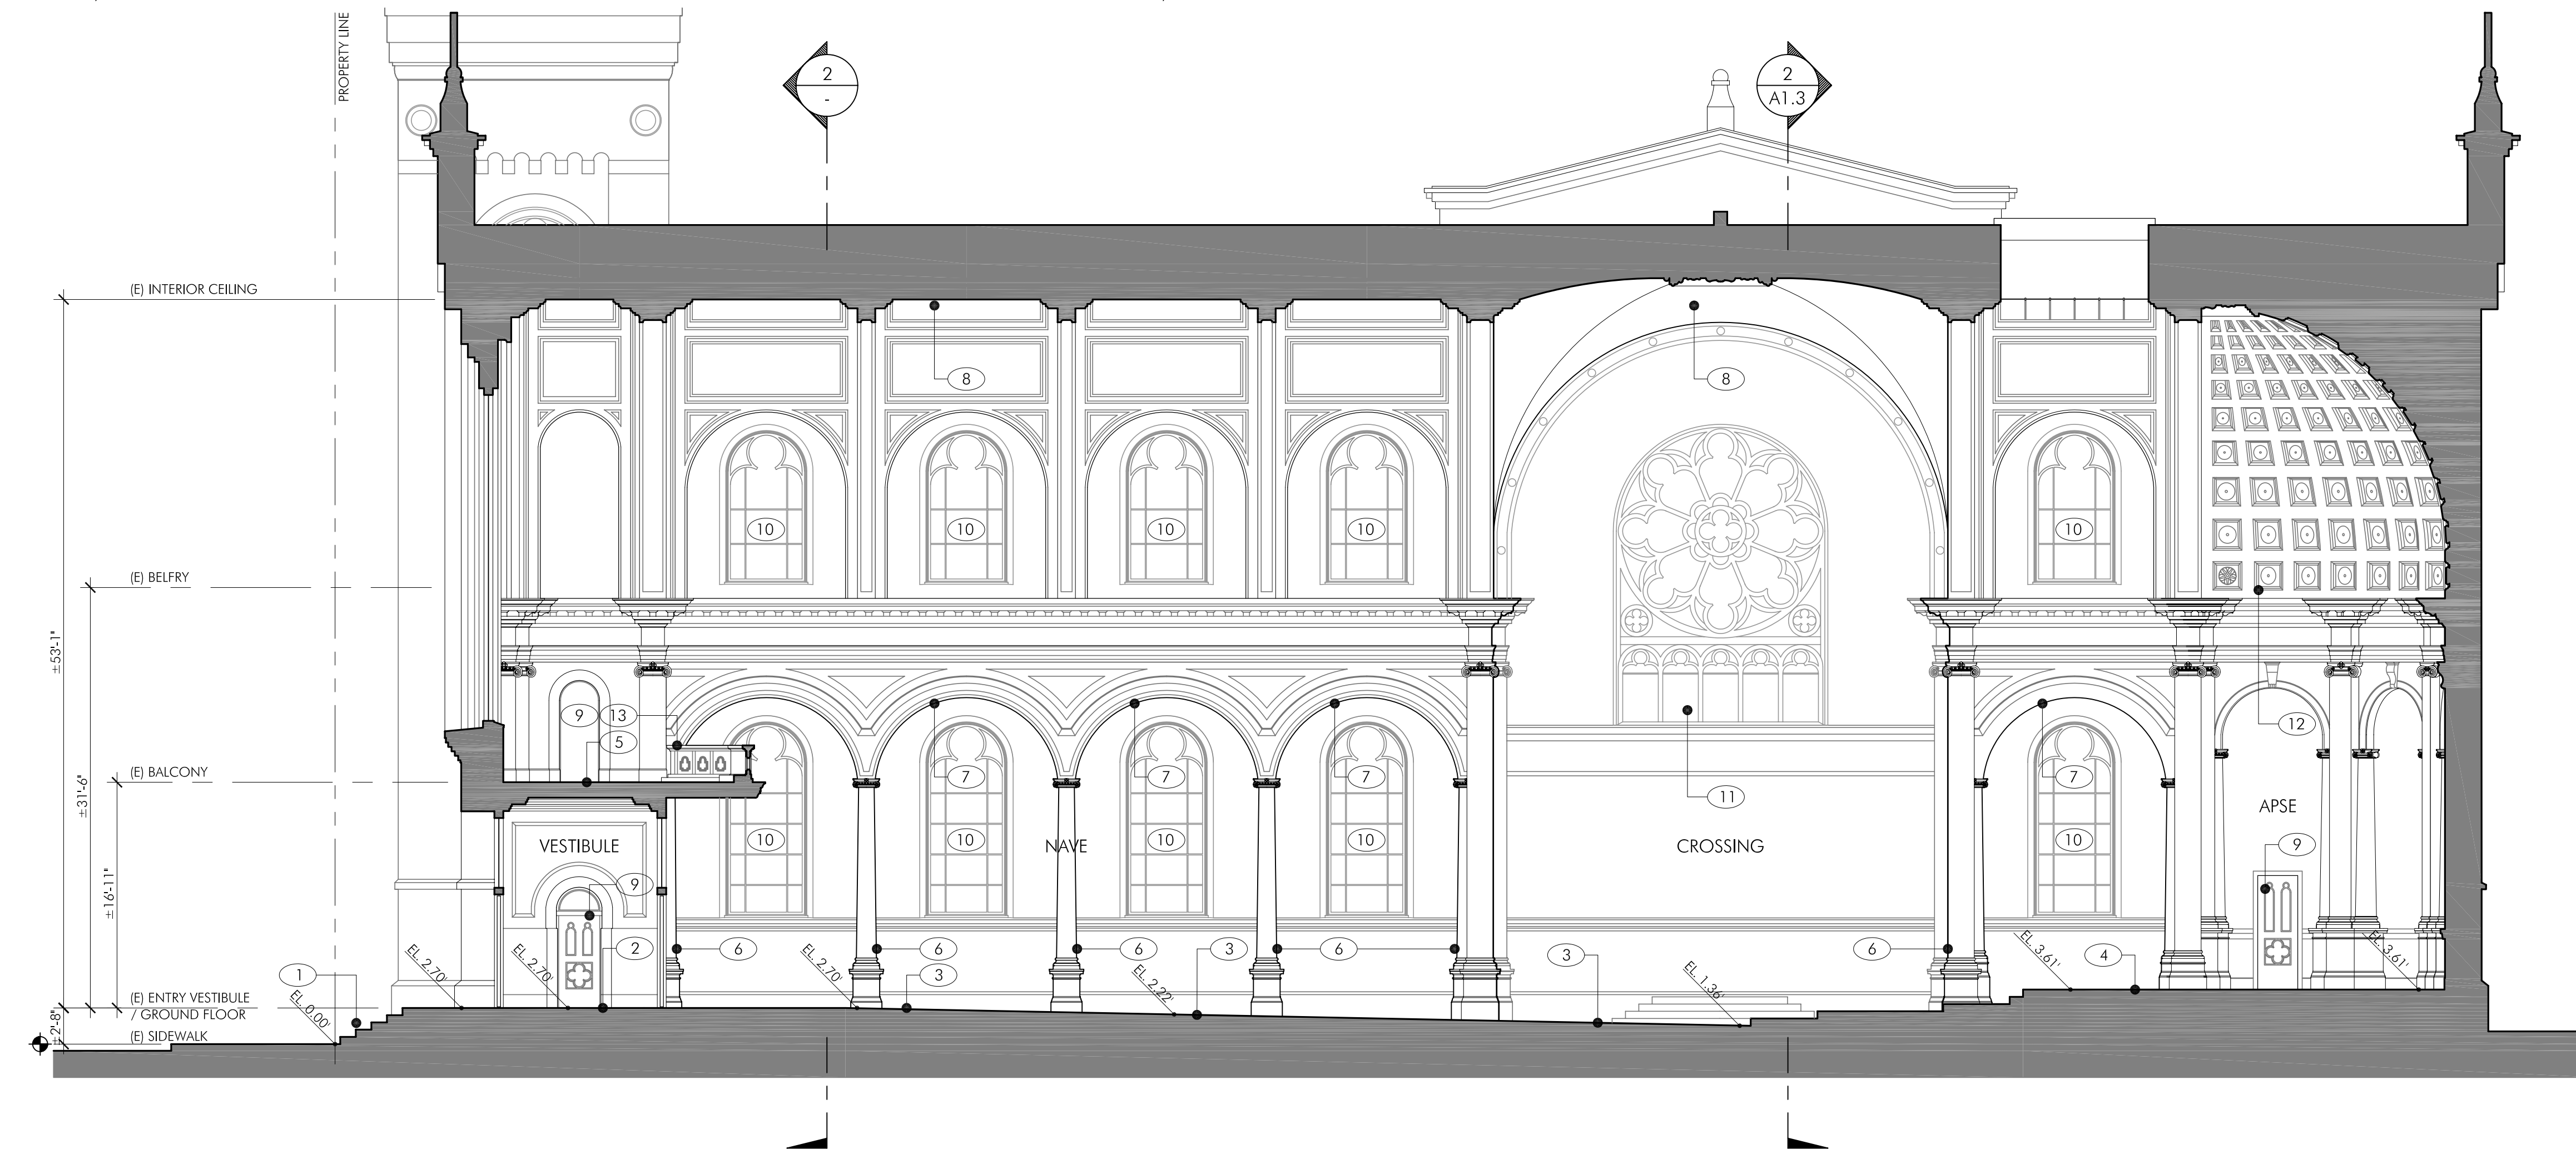 PROPERTY LINE
2
-
2
A1.3
(E) INTERIOR CEILING
8
8
10
10
10
10
10
(E) BELFRY
±53'-1"
±31'-6"
±16'-11"
±2'-8"
9
13
5
12
(E) BALCONY
7
7
7
7
11
APSE
VESTIBULE
10
10
NAVE
10
10
CROSSING
10
9
9
2
6
6
6
3
6
3
6
4
EL. 2.70'
EL. 2.70'
EL. 2.70'
3
EL. 2.22'
EL. 1.36'
EL. 3.61'
EL. 3.61'
1
EL. 0.00'
(E) ENTRY VESTIBULE
/ GROUND FLOOR
(E) SIDEWALK